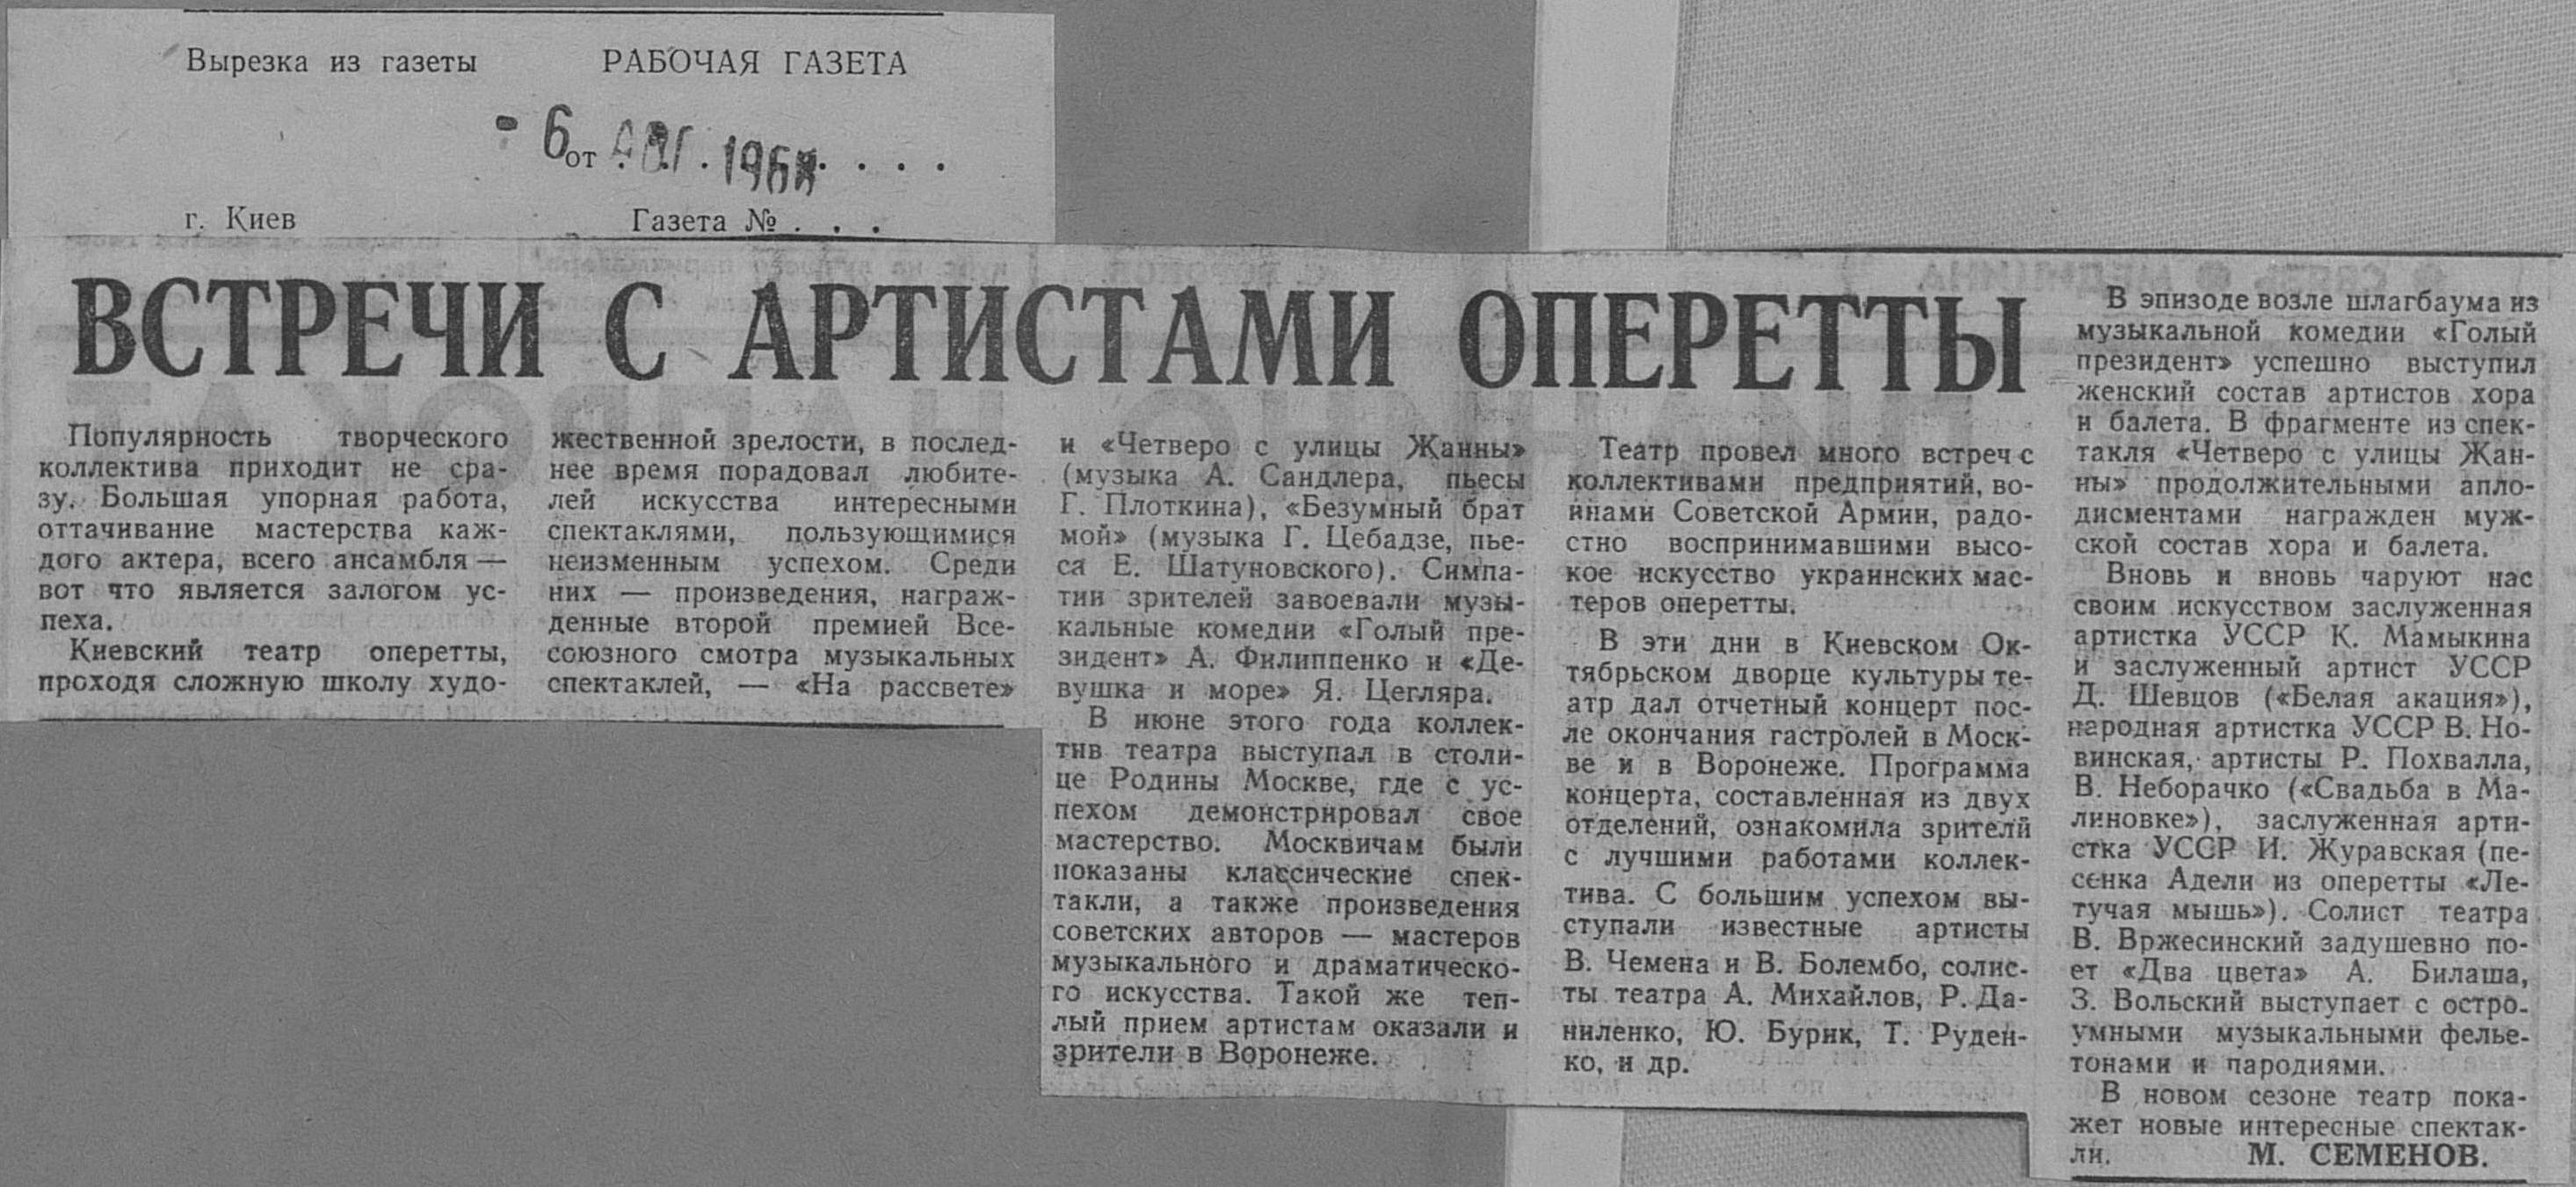 Вырезка из газеты РАБОЧАЯ ГАЗЕТА
- 6 от АВГ. 196
г. Киев Газета № . . .
ВСТРЕЧИ С АРТИСТАМИ ОПЕРЕТТЫ
Популярность творческого
коллектива приходит не сра-
зу. Большая упорная работа,
оттачивание мастерства каж-
дого актера, всего ансамбля —
вот что является залогом ус-
пеха.
Киевский театр оперетты,
проходя сложную школу худо-
жественной зрелости, в послед-
нее время порадовал любите-
лей искусства интересными
спектаклями, пользующимися
неизменным успехом. Среди
них — произведения, награж-
денные второй премией Все-
союзного смотра музыкальных
спектаклей, — «На рассвете»
и «Четверо с улицы Жанны»
(музыка А. Сандлера, пьесы
Г. Плоткина), «Безумный брат
мой» (музыка Г. Цебадзе, пье-
са Е. Шатуновского). Симпа-
тии зрителей завоевали музы-
кальные комедии «Голый пре-
зидент» А. Филиппенко и «Де-
вушка и море» Я. Цегляра.
В июне этого года коллек-
тив театра выступал в столи-
це Родины Москве, где с ус-
пехом демонстрировал свое
мастерство. Москвичам были
показаны классические спек-
такли, а также произведения
советских авторов — мастеров
музыкального и драматическо-
го искусства. Такой же теп-
лый прием артистам оказали и
зрители в Воронеже.
Театр провел много встреч с
коллективами предприятий, во-
инами Советской Армии, радо-
стно воспринимавшими высо-
кое искусство украинских мас-
теров оперетты.
В эти дни в Киевском Ок-
тябрьском дворце культуры те-
атр дал отчетный концерт пос-
ле окончания гастролей в Моск-
ве и в Воронеже. Программа
концерта, составленная из двух
отделений, ознакомила зрителй
с лучшими работами коллек-
тива. С большим успехом вы-
ступали известные артисты
В. Чемена и В. Болембо, солис-
ты театра А. Михайлов, Р. Да-
ниленко, Ю. Бурик, Т. Руден-
ко, и др.
В эпизоде возле шлагбаума из
музыкальной комедии «Голый
президент» успешно выступил
женский состав артистов хора
и балета. В фрагменте из спек-
такля «Четверо с улицы Жан-
ны» продолжительными апло-
дисментами награжден муж-
ской состав хора и балета.
Вновь и вновь чаруют нас
своим искусством заслуженная
артистка УССР К. Мамыкина
и заслуженный артист УССР
Д. Шевцов («Белая акация»),
народная артистка УССР В. Но-
винская, артисты Р. Похвалла,
В. Неборачко («Свадьба в Ма-
линовке»), заслуженная арти-
стка УССР И. Журавская (пе-
сенка Адели из оперетты «Ле-
тучая мышь»). Солист театра
В. Вржесинский задушевно по-
ет «Два цвета» А. Билаша,
З. Вольский выступает с остро-
умными музыкальными фелье-
тонами и пародиями.
В новом сезоне театр пока-
жет новые интересные спектак-
ли. М. СЕМЕНОВ.